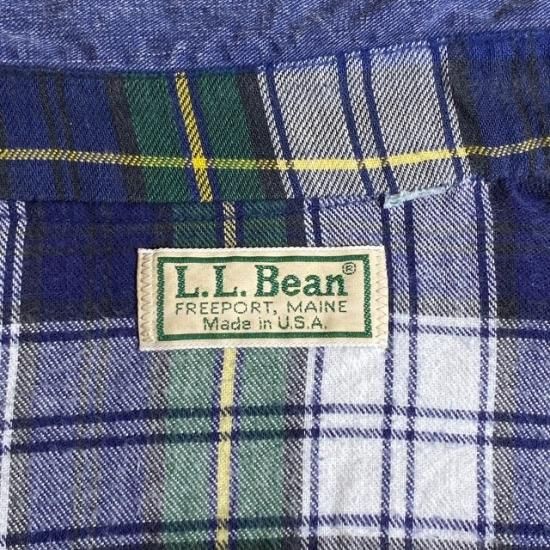 L.L. Bean®
FREEPORT, MAINE
Made in U.S.A.